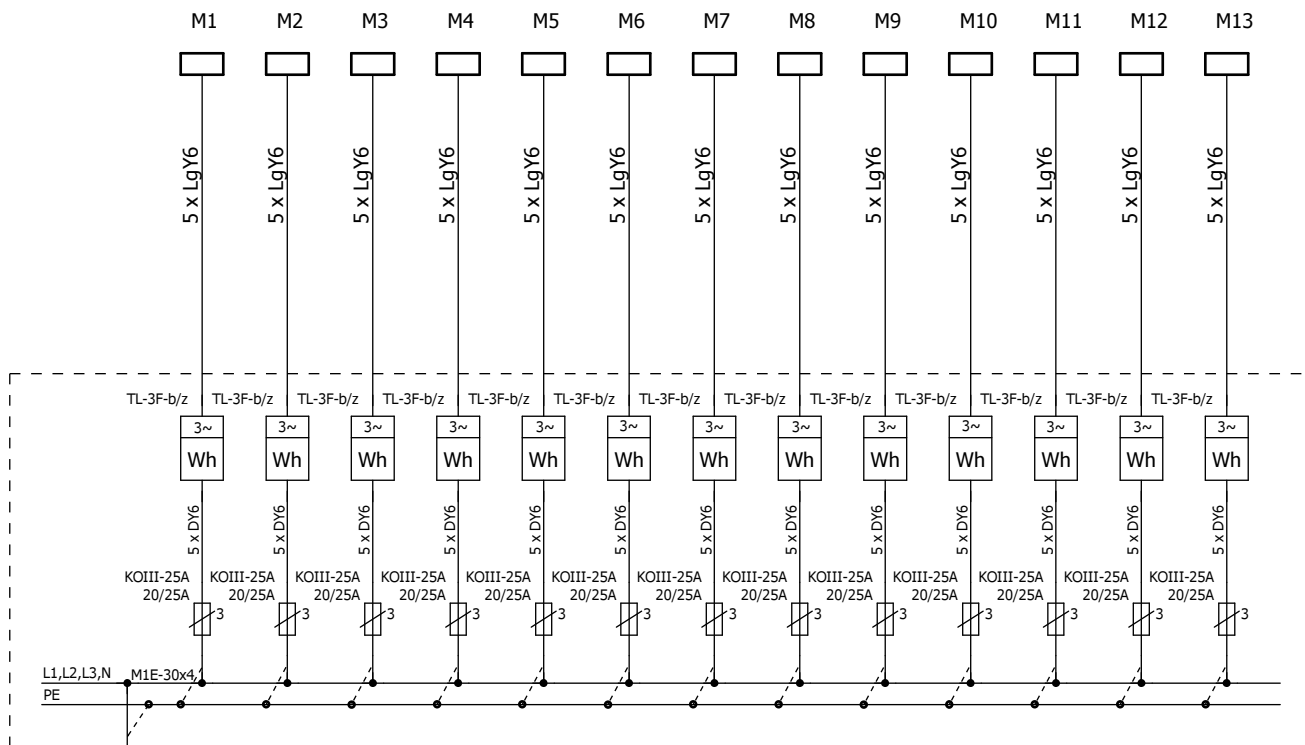 M1 M2 M3 M4 M5 M6 M7 M8 M9 M10 M11 M12 M13
5 x LgY6 5 x LgY6 5 x LgY6 5 x LgY6 5 x LgY6 5 x LgY6 5 x LgY6 5 x LgY6 5 x LgY6 5 x LgY6 5 x LgY6 5 x LgY6 5 x LgY6
TL-3F-b/z TL-3F-b/z TL-3F-b/z TL-3F-b/z TL-3F-b/z TL-3F-b/z TL-3F-b/z TL-3F-b/z TL-3F-b/z TL-3F-b/z TL-3F-b/z TL-3F-b/z TL-3F-b/z
3~ 3~ 3~ 3~ 3~ 3~ 3~ 3~ 3~ 3~ 3~ 3~ 3~
Wh Wh Wh Wh Wh Wh Wh Wh Wh Wh Wh Wh Wh
5 x DY6 5 x DY6 5 x DY6 5 x DY6 5 x DY6 5 x DY6 5 x DY6 5 x DY6 5 x DY6 5 x DY6 5 x DY6 5 x DY6 5 x DY6
KOIII-25A KOIII-25A KOIII-25A KOIII-25A KOIII-25A KOIII-25A KOIII-25A KOIII-25A KOIII-25A KOIII-25A KOIII-25A KOIII-25A KOIII-25A
20/25A 20/25A 20/25A 20/25A 20/25A 20/25A 20/25A 20/25A 20/25A 20/25A 20/25A 20/25A 20/25A
3 3 3 3 3 3 3 3 3 3 3 3 3
L1,L2,L3,N M1E-30x4
PE